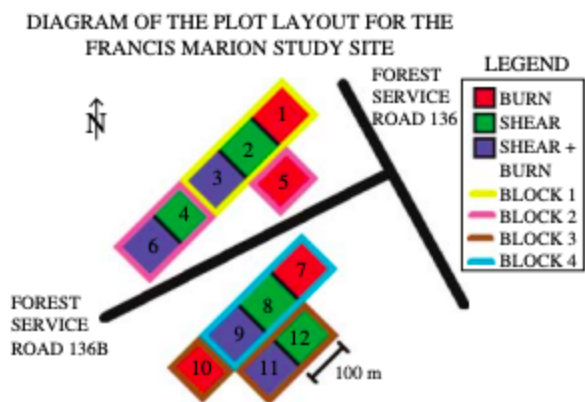 DIAGRAM OF THE PLOT LAYOUT FOR THE
FRANCIS MARION STUDY SITE
N
FOREST
SERVICE
ROAD 136
LEGEND
BURN
SHEAR
SHEAR +
BURN
BLOCK 1
BLOCK 2
BLOCK 3
BLOCK 4
1
2
3
5
4
6
7
8
9
12
10
11
100 m
FOREST
SERVICE
ROAD 136B